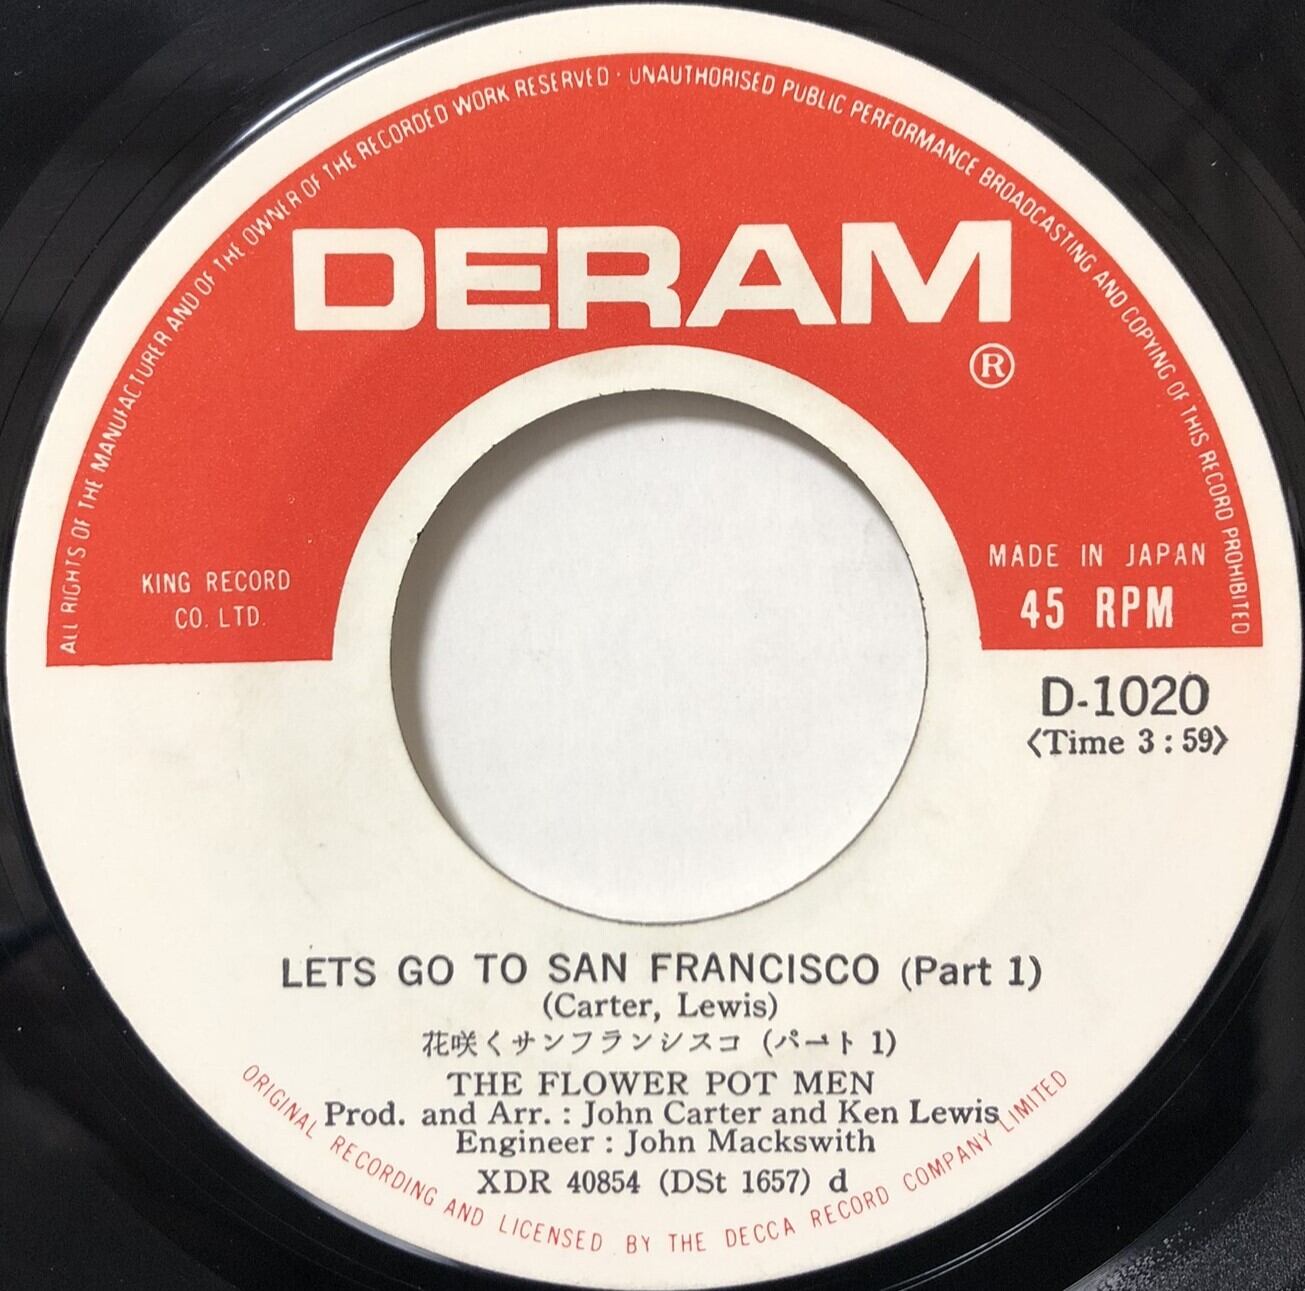 ALL RIGHTS OF THE MANUFACTURER AND OF THE OWNER OF THE RECORDED WORK RESERVED · UNAUTHORISED PUBLIC PERFORMANCE BROADCASTING AND COPYING OF THIS RECORD PROHIBITED
DERAM
®
KING RECORD
CO. LTD.
MADE IN JAPAN
45 RPM
D-1020
〈Time 3:59〉
LETS GO TO SAN FRANCISCO (Part 1)
(Carter, Lewis)
花咲くサンフランシスコ (パート 1)
THE FLOWER POT MEN
Prod. and Arr. : John Carter and Ken Lewis
Engineer : John Mackswith
XDR 40854 (DSt 1657) d
ORIGINAL RECORDING AND LICENSED BY THE DECCA RECORD COMPANY LIMITED